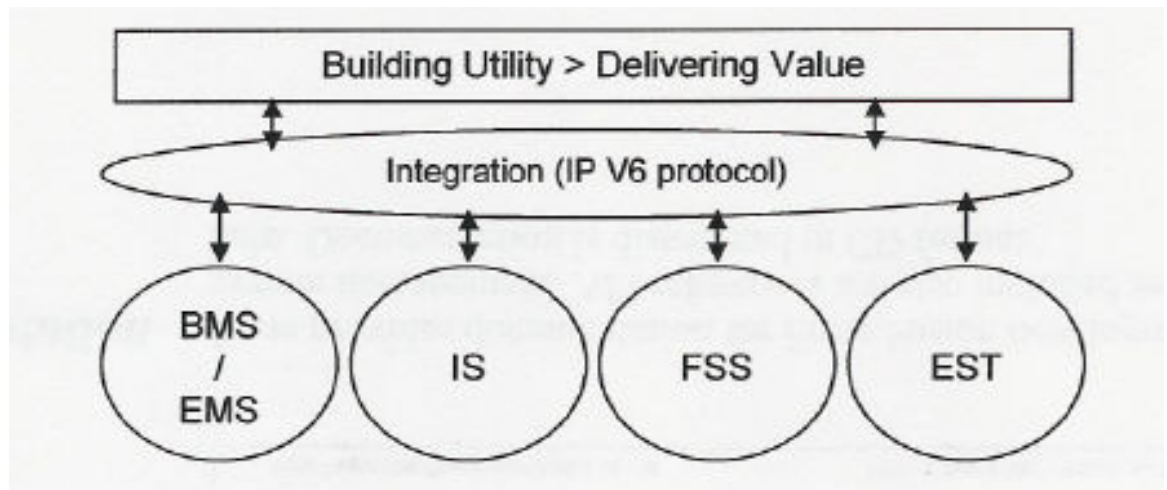 Building Utility > Delivering Value
Integration (IP V6 protocol)
BMS
/
EMS
IS
FSS
EST